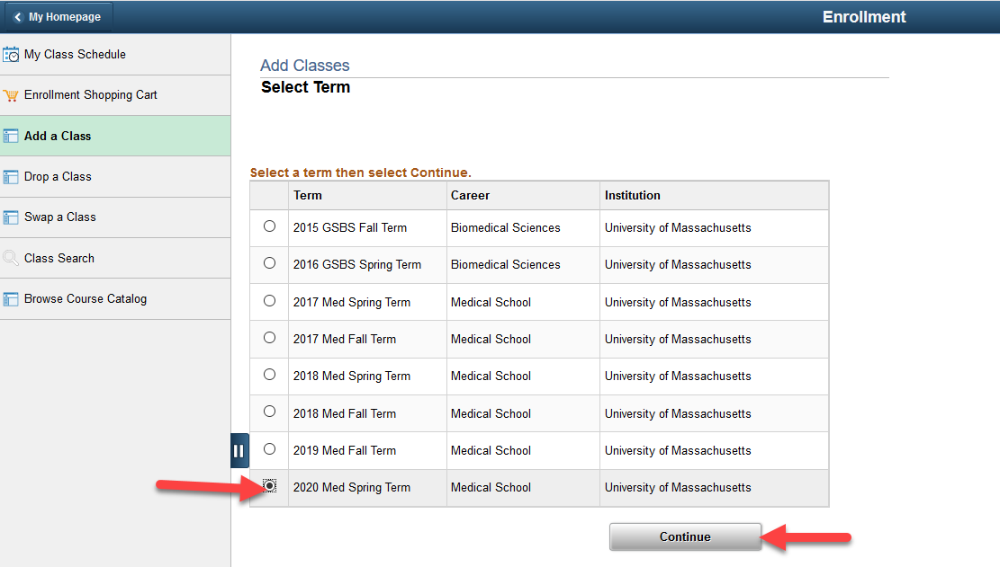 My Homepage
Enrollment
My Class Schedule
Enrollment Shopping Cart
Add a Class
Drop a Class
Swap a Class
Class Search
Browse Course Catalog
Add Classes
Select Term
Select a term then select Continue.
Term Career Institution
2015 GSBS Fall Term Biomedical Sciences University of Massachusetts
2016 GSBS Spring Term Biomedical Sciences University of Massachusetts
2017 Med Spring Term Medical School University of Massachusetts
2017 Med Fall Term Medical School University of Massachusetts
2018 Med Spring Term Medical School University of Massachusetts
2018 Med Fall Term Medical School University of Massachusetts
2019 Med Fall Term Medical School University of Massachusetts
2020 Med Spring Term Medical School University of Massachusetts
Continue